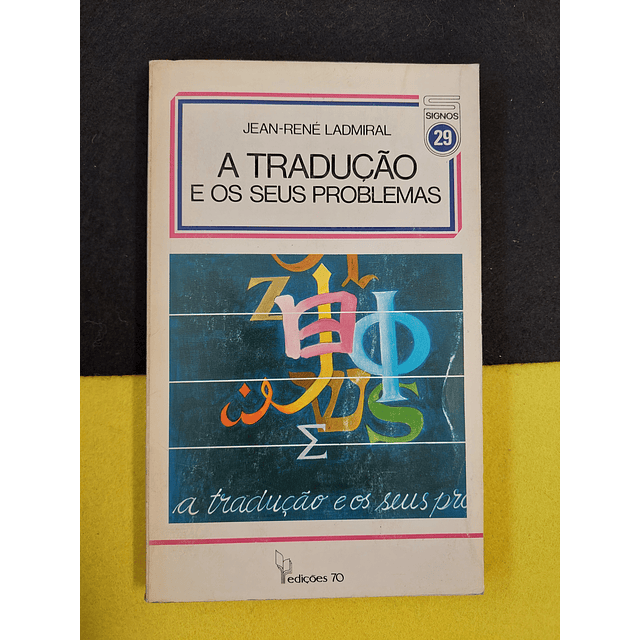 JEAN-RENÉ LADMIRAL
SIGNOS
29
A TRADUÇÃO
E OS SEUS PROBLEMAS
Z
Φ
S
Σ
a tradução e os seus pro
edições 70